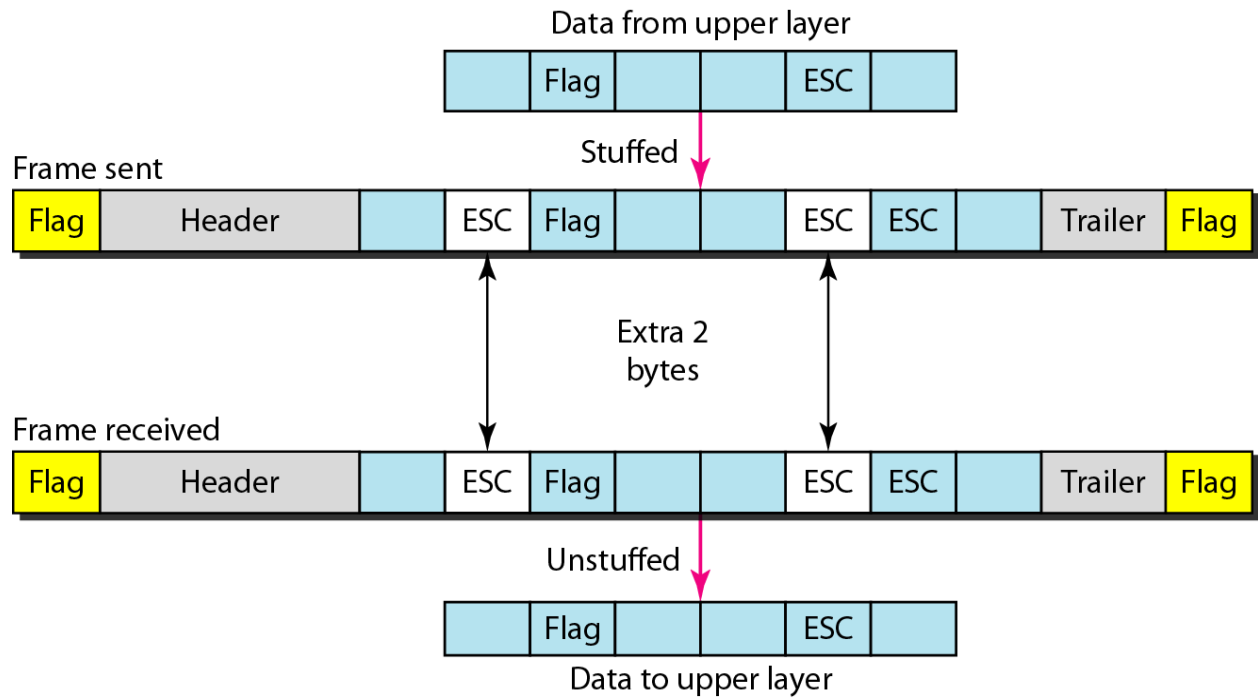 Data from upper layer
Flag ESC
Stuffed
Frame sent
Flag Header ESC Flag ESC ESC Trailer Flag
Extra 2
bytes
Frame received
Flag Header ESC Flag ESC ESC Trailer Flag
Unstuffed
Flag ESC
Data to upper layer